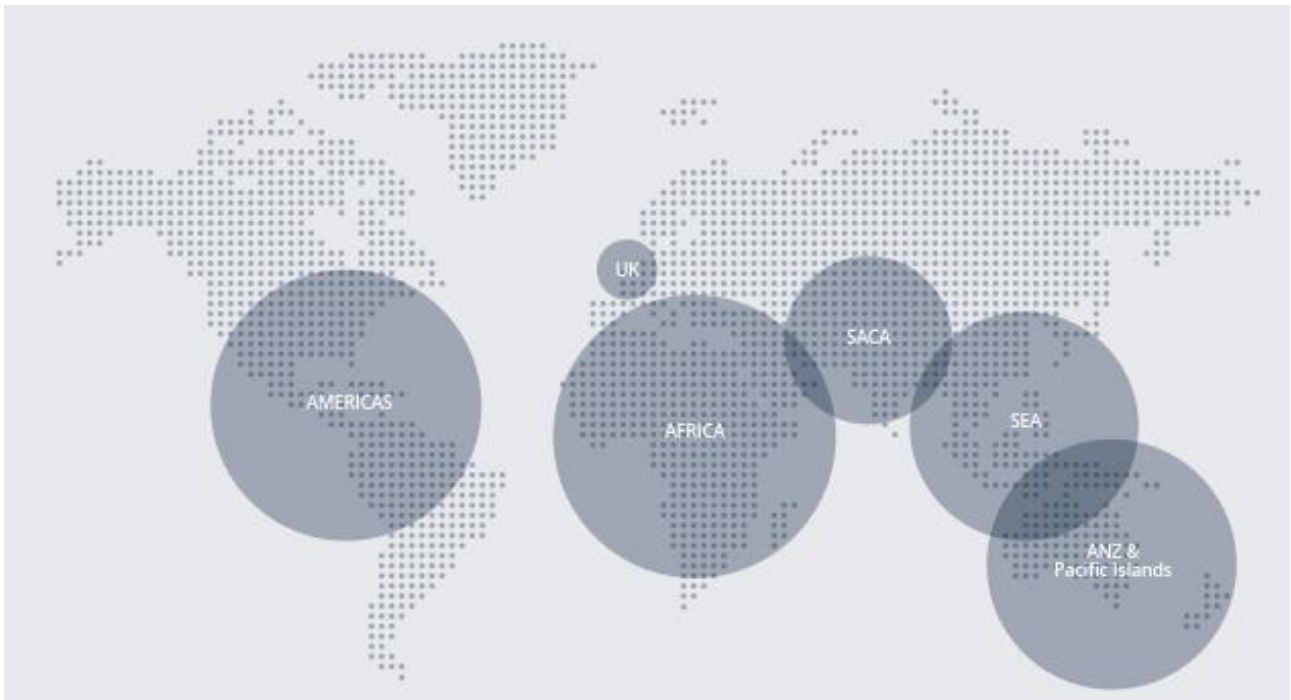 UK
SACA
AMERICAS
SEA
AFRICA
ANZ &
Pacific Islands